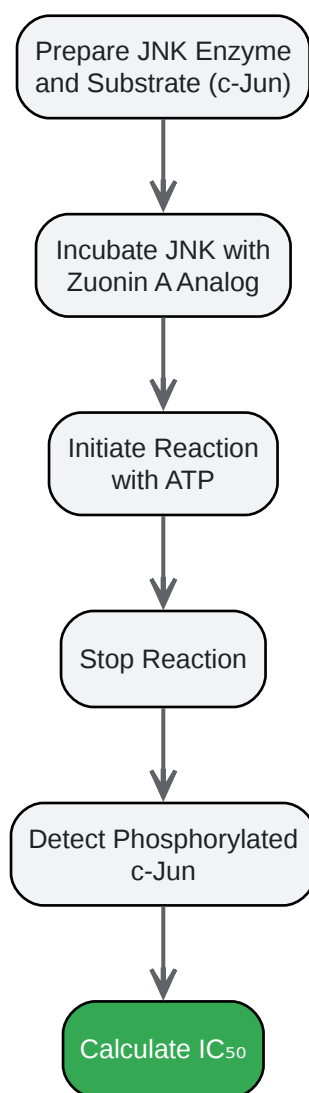 Prepare JNK Enzyme
and Substrate (c-Jun)
Incubate JNK with
Zuonin A Analog
Initiate Reaction
with ATP
Stop Reaction
Detect Phosphorylated
c-Jun
Calculate IC₅₀